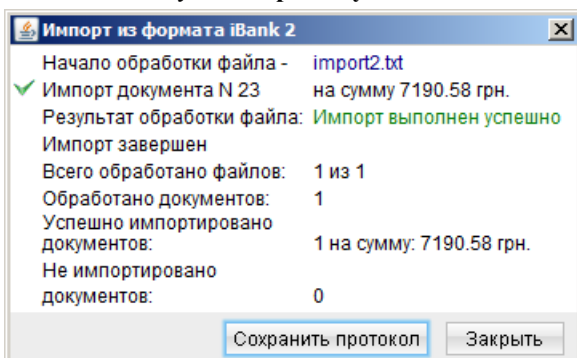 Импорт из формата iBank 2
Начало обработки файла - import2.txt
Импорт документа N 23 на сумму 7190.58 грн.
Результат обработки файла: Импорт выполнен успешно
Импорт завершен
Всего обработано файлов: 1 из 1
Обработано документов: 1
Успешно импортировано
документов: 1 на сумму: 7190.58 грн.
Не импортировано
документов: 0
Сохранить протокол Закрыть